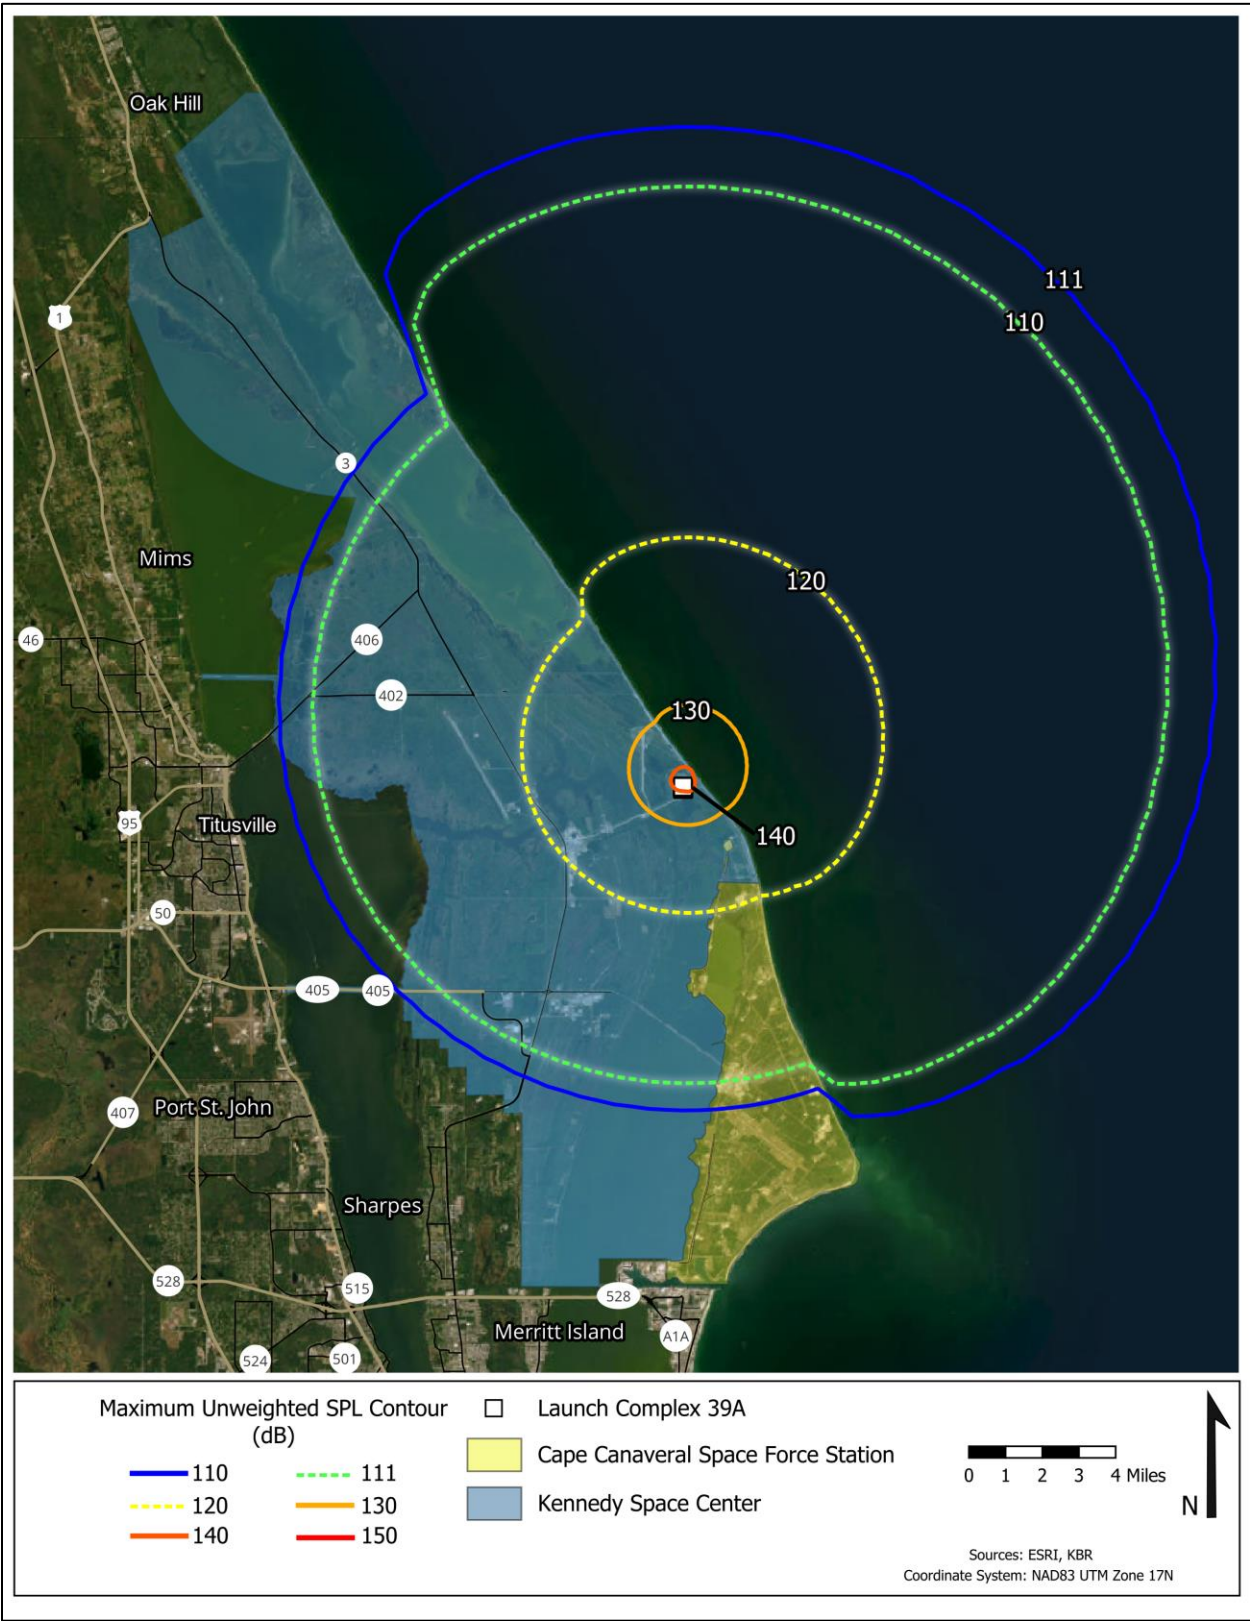 Oak Hill
111
1
110
3
Mims
120
46
406
402
130
95
Titusville
140
50
405
405
407
Port St. John
Sharpes
528
515
528
Merritt Island
A1A
524
501
Maximum Unweighted SPL Contour
(dB)
110
111
120
130
140
150
Launch Complex 39A
Cape Canaveral Space Force Station
Kennedy Space Center
0 1 2 3 4 Miles
N
Sources: ESRI, KBR
Coordinate System: NAD83 UTM Zone 17N